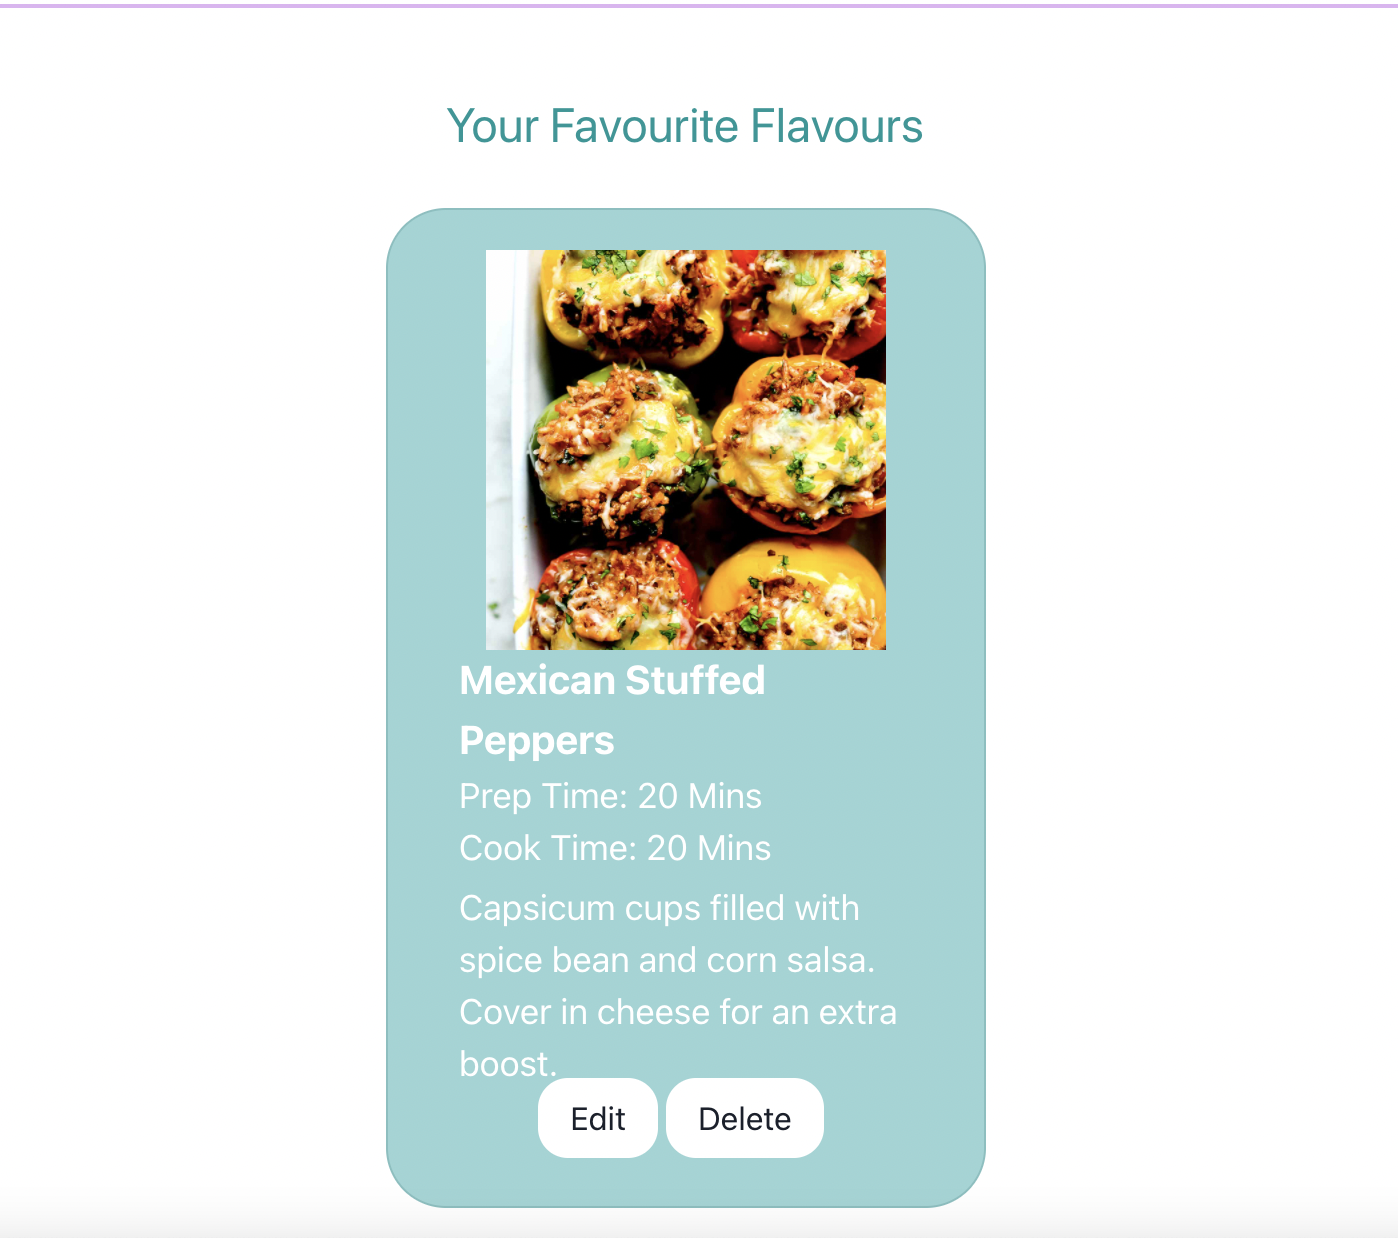 Your Favourite Flavours
Mexican Stuffed
Peppers
Prep Time: 20 Mins
Cook Time: 20 Mins
Capsicum cups filled with
spice bean and corn salsa.
Cover in cheese for an extra
boost.
Edit Delete